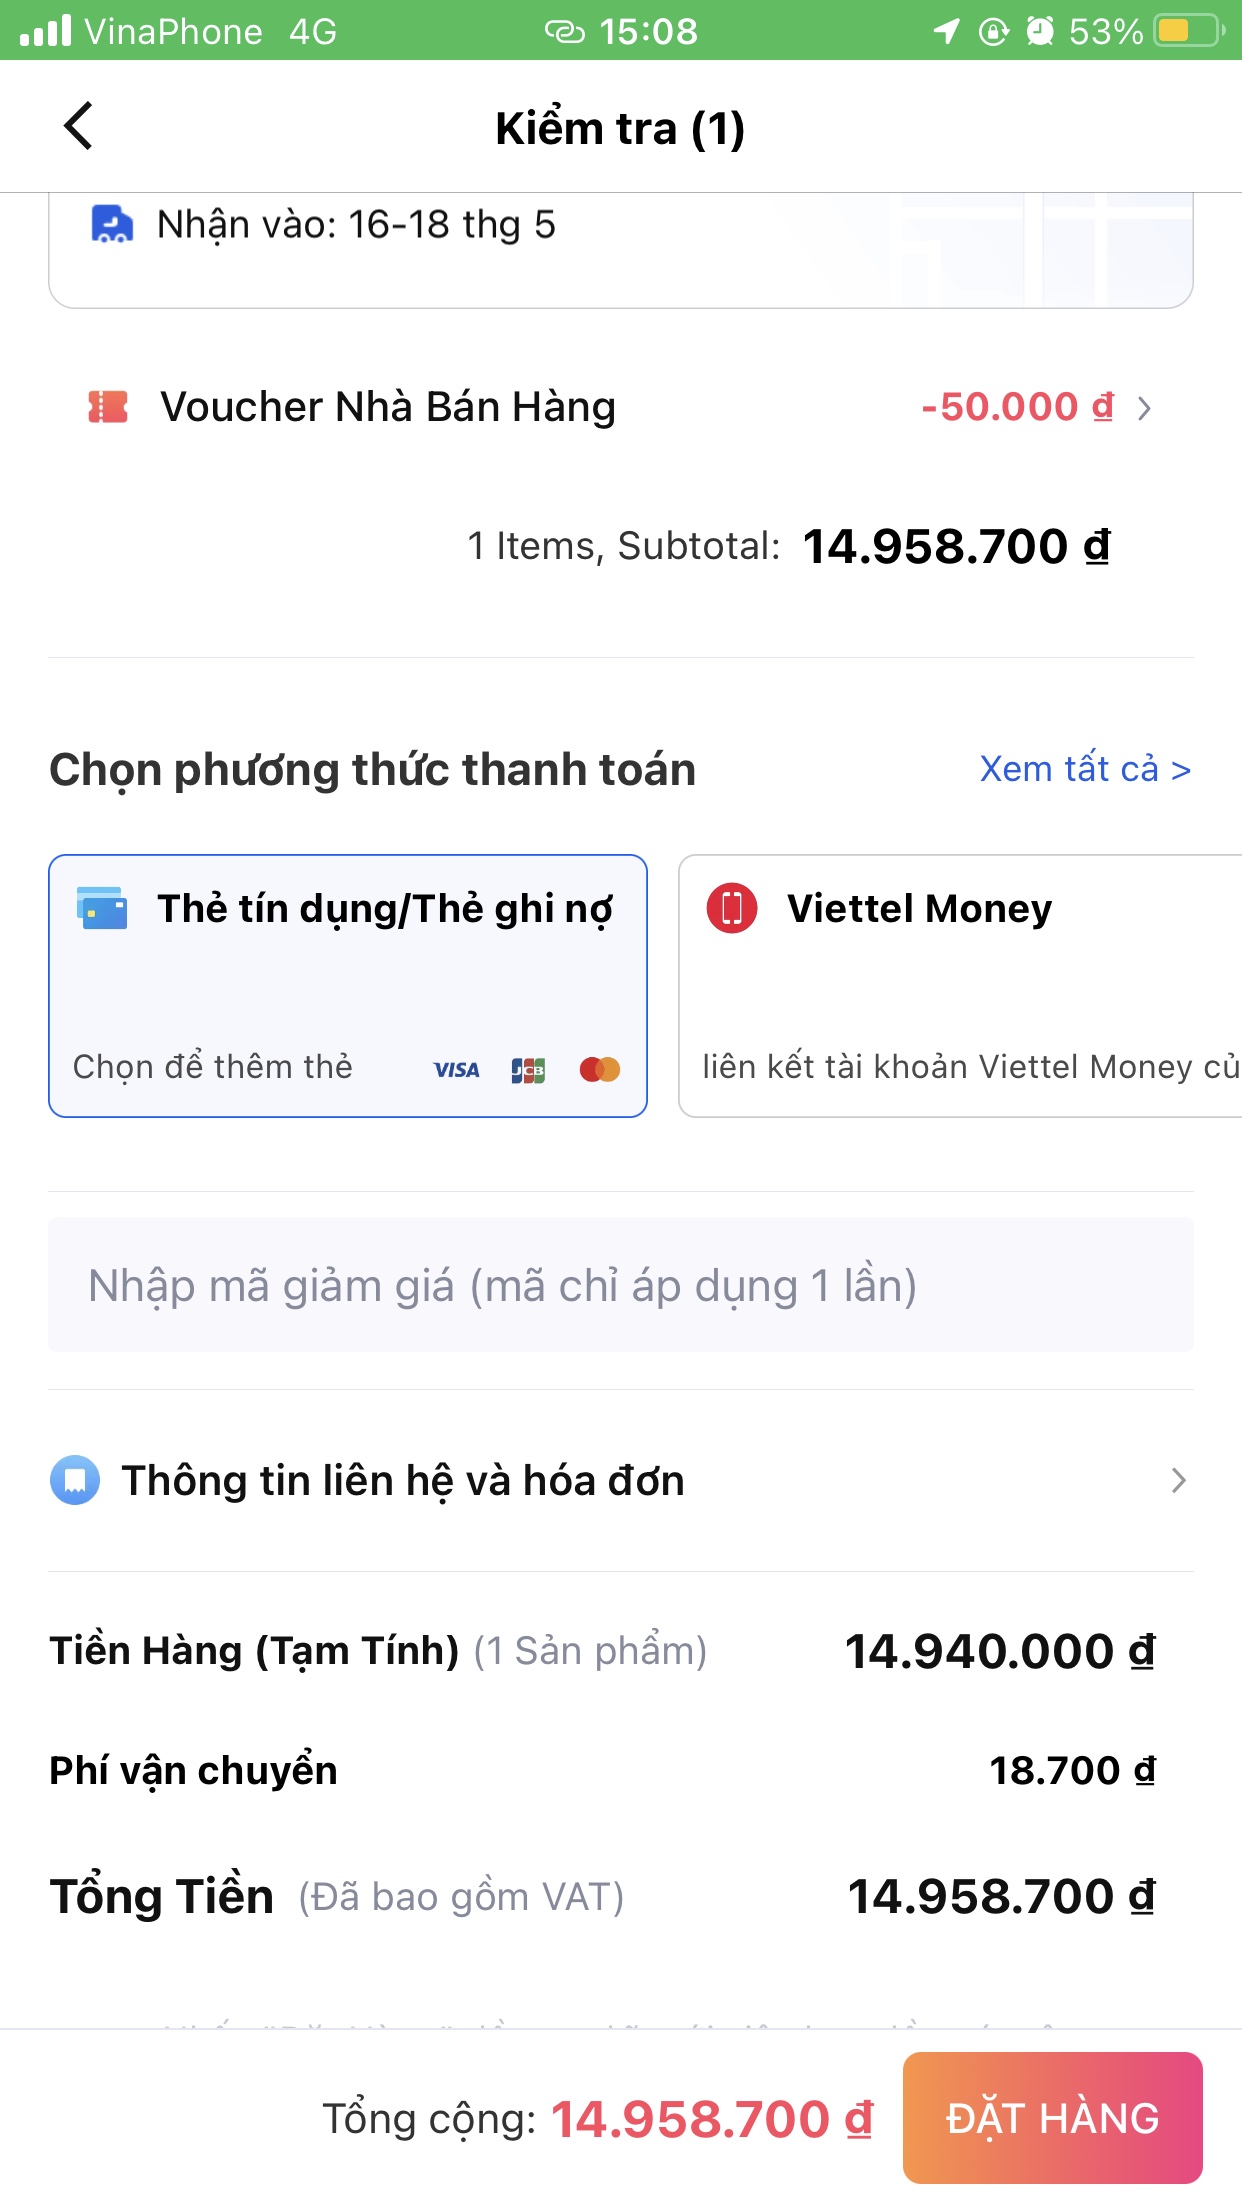 VinaPhone 4G 15:08 53%
Kiểm tra (1)
Nhận vào: 16-18 thg 5
Voucher Nhà Bán Hàng -50.000 ₫
1 Items, Subtotal: 14.958.700 ₫
Chọn phương thức thanh toán Xem tất cả >
Thẻ tín dụng/Thẻ ghi nợ Viettel Money
Chọn để thêm thẻ VISA JCB liên kết tài khoản Viettel Money củ
Nhập mã giảm giá (mã chỉ áp dụng 1 lần)
Thông tin liên hệ và hóa đơn
Tiền Hàng (Tạm Tính) (1 Sản phẩm) 14.940.000 ₫
Phí vận chuyển 18.700 ₫
Tổng Tiền (Đã bao gồm VAT) 14.958.700 ₫
Tổng cộng: 14.958.700 ₫ ĐẶT HÀNG